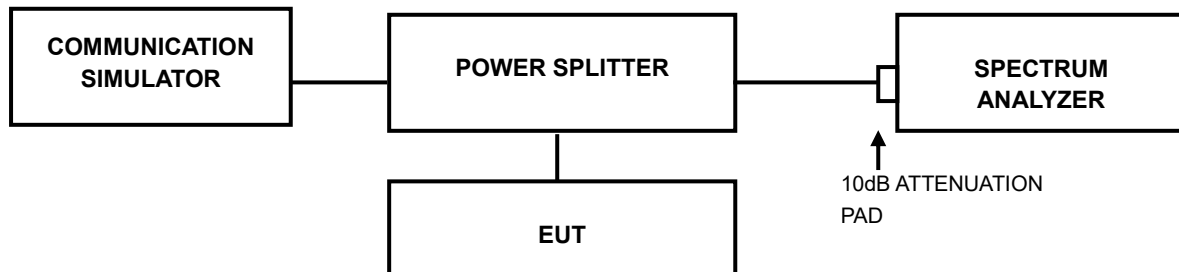 COMMUNICATION
SIMULATOR
POWER SPLITTER
SPECTRUM
ANALYZER
10dB ATTENUATION
PAD
EUT